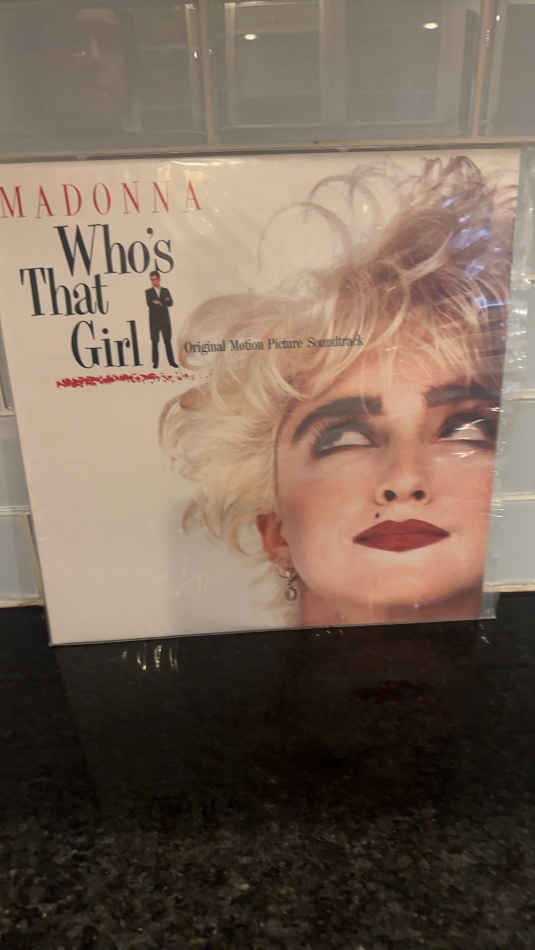 MADONNA
Who's
That
Girl
Original Motion Picture Soundtrack